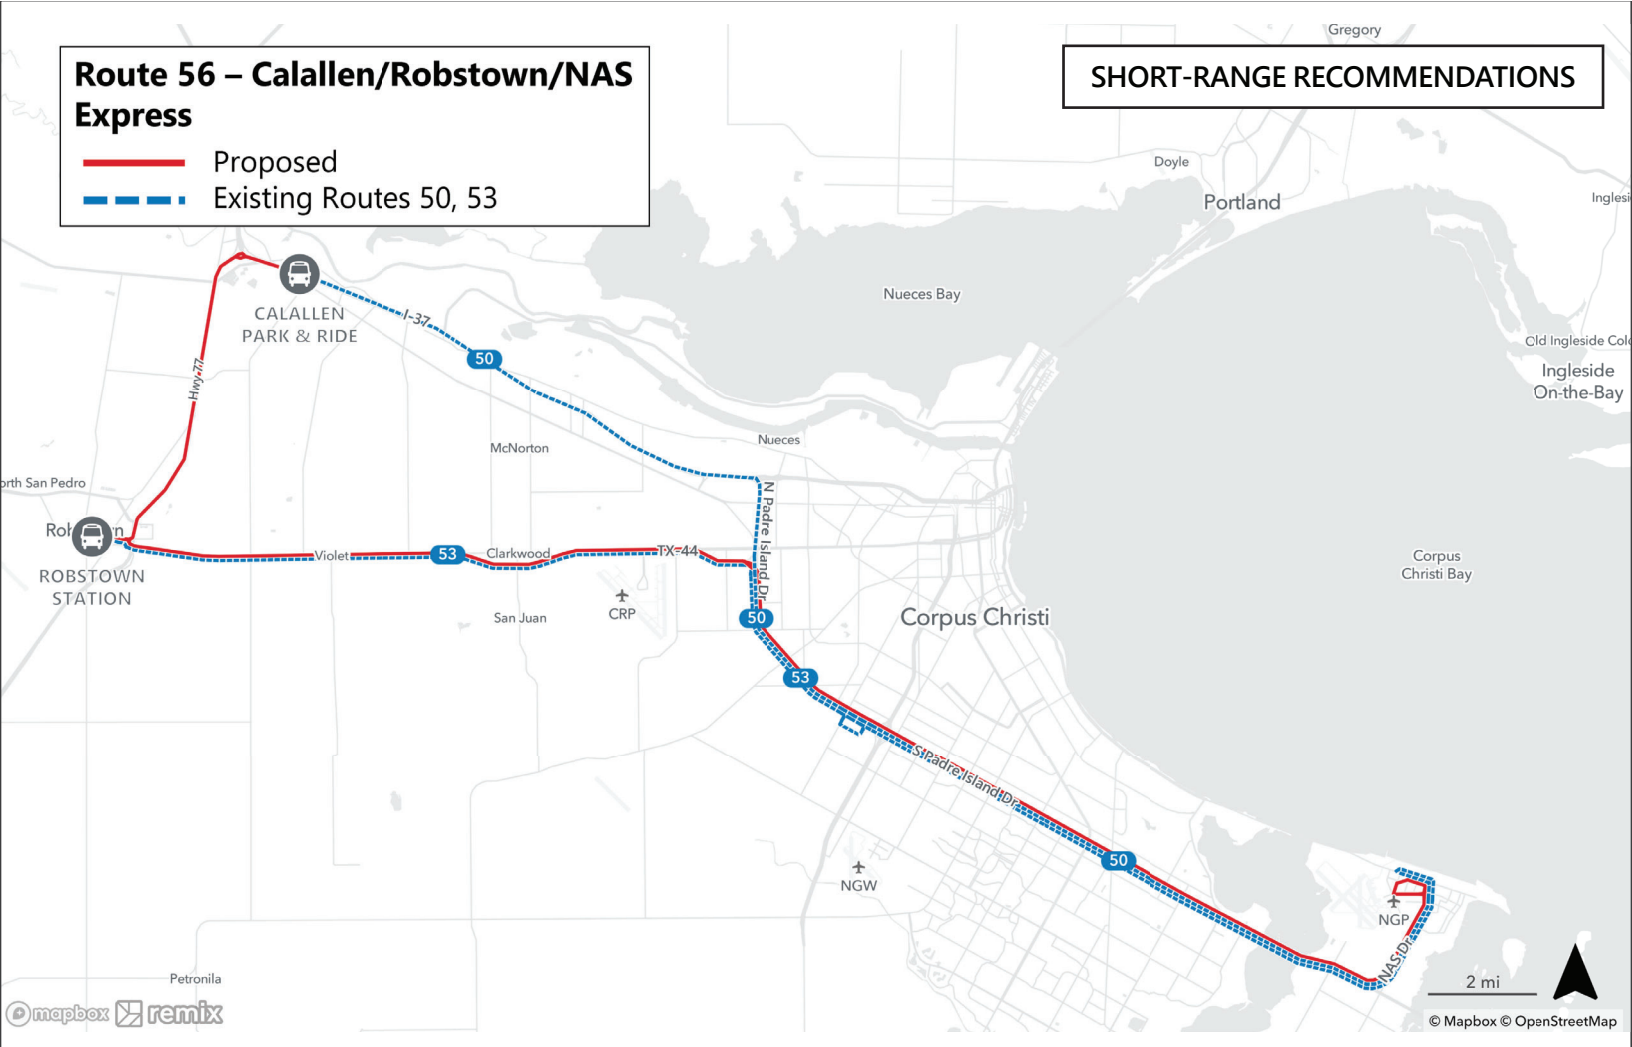 Gregory
Route 56 – Calallen/Robstown/NAS
Express
Proposed
Existing Routes 50, 53
SHORT-RANGE RECOMMENDATIONS
Doyle
Portland
Inglesi
Nueces Bay
CALALLEN
PARK & RIDE
I-37
50
Old Ingleside Colo
Ingleside
On-the-Bay
Hwy 77
McNorton
Nueces
orth San Pedro
N Padre Island Dr
ROBSTOWN
STATION
Violet
53
Clarkwood
TX-44
CRP
San Juan
50
Corpus Christi
Corpus
Christi Bay
53
S Padre Island Dr
50
NGW
NGP
NAS Dr
Petronila
2 mi
mapbox remix
© Mapbox © OpenStreetMap